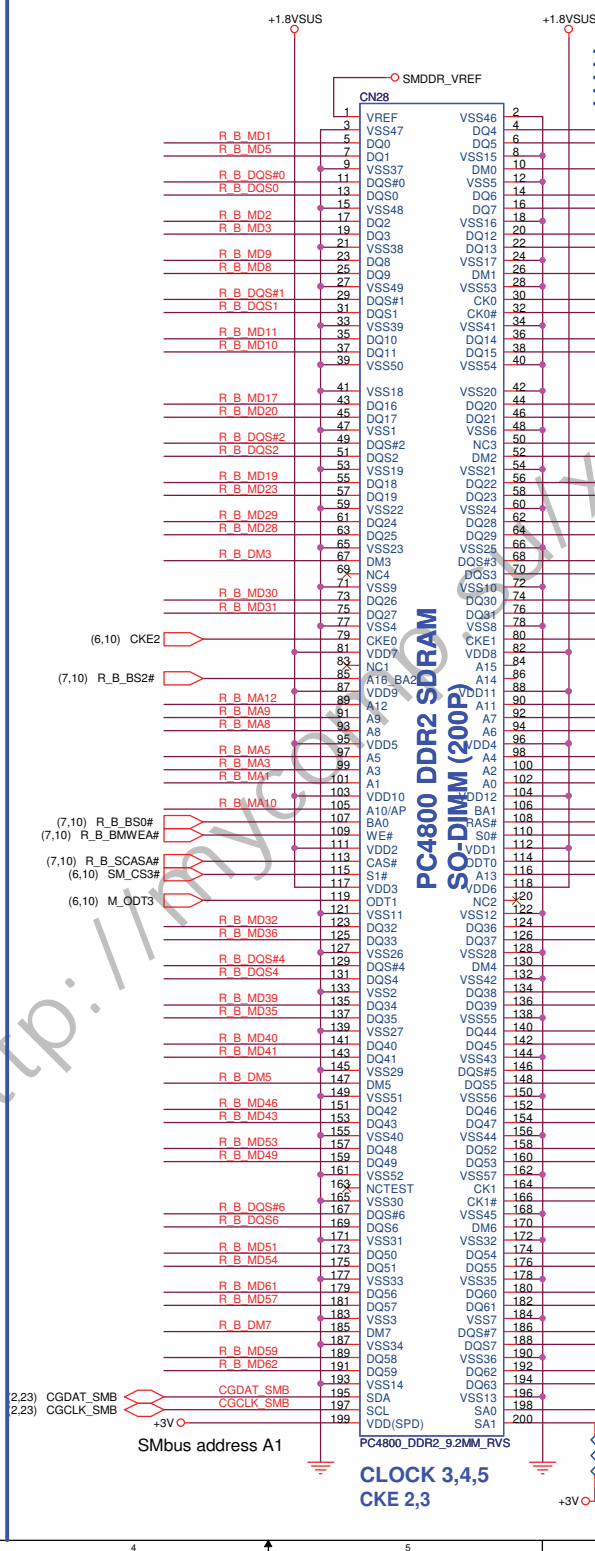 +1.8VSUS +1.8VSUS
SMDDR_VREF
CN28
1 VREF VSS46 2
3 VSS47 DQ4 4
R_B_MD1 5 DQ0 DQ5 6
R_B_MD5 7 DQ1 VSS15 8
9 VSS37 DM0 10
R_B_DQS#0 11 DQS#0 VSS5 12
R_B_DQS0 13 DQS0 DQ6 14
15 VSS48 DQ7 16
R_B_MD2 17 DQ2 VSS16 18
R_B_MD3 19 DQ3 DQ12 20
21 VSS38 DQ13 22
R_B_MD9 23 DQ8 VSS17 24
R_B_MD8 25 DQ9 DM1 26
27 VSS49 VSS53 28
R_B_DQS#1 29 DQS#1 CK0 30
R_B_DQS1 31 DQS1 CK0# 32
33 VSS39 VSS41 34
R_B_MD11 35 DQ10 DQ14 36
R_B_MD10 37 DQ11 DQ15 38
39 VSS50 VSS54 40
41 VSS18 VSS20 42
R_B_MD17 43 DQ16 DQ20 44
R_B_MD20 45 DQ17 DQ21 46
47 VSS1 VSS6 48
R_B_DQS#2 49 DQS#2 NC3 50
R_B_DQS2 51 DQS2 DM2 52
53 VSS19 VSS21 54
R_B_MD19 55 DQ18 DQ22 56
R_B_MD23 57 DQ19 DQ23 58
59 VSS22 VSS24 60
R_B_MD29 61 DQ24 DQ28 62
R_B_MD28 63 DQ25 DQ29 64
65 VSS23 VSS25 66
R_B_DM3 67 DM3 DQS#3 68
69 NC4 DQS3 70
71 VSS9 VSS10 72
R_B_MD30 73 DQ26 DQ30 74
R_B_MD31 75 DQ27 DQ31 76
77 VSS4 VSS8 78
(6,10) CKE2 79 CKE0 CKE1 80
81 VDD7 VDD8 82
83 NC1 A15 84
(7,10) R_B_BS2# 85 A16_BA2 A14 86
87 VDD9 VDD11 88
R_B_MA12 89 A12 A11 90
R_B_MA9 91 A9 A7 92
R_B_MA8 93 A8 A6 94
95 VDD5 VDD4 96
R_B_MA5 97 A5 A4 98
R_B_MA3 99 A3 A2 100
R_B_MA1 101 A1 A0 102
103 VDD10 VDD12 104
R_B_MA10 105 A10/AP BA1 106
(7,10) R_B_BS0# 107 BA0 RAS# 108
(7,10) R_B_BMWEA# 109 WE# S0# 110
111 VDD2 VDD1 112
(7,10) R_B_SCASA# 113 CAS# ODT0 114
(6,10) SM_CS3# 115 S1# A13 116
117 VDD3 VDD6 118
(6,10) M_ODT3 119 ODT1 NC2 120
121 VSS11 VSS12 122
R_B_MD32 123 DQ32 DQ36 124
R_B_MD36 125 DQ33 DQ37 126
127 VSS26 VSS28 128
R_B_DQS#4 129 DQS#4 DM4 130
R_B_DQS4 131 DQS4 VSS42 132
133 VSS2 DQ38 134
R_B_MD39 135 DQ34 DQ39 136
R_B_MD35 137 DQ35 VSS55 138
139 VSS27 DQ44 140
R_B_MD40 141 DQ40 DQ45 142
R_B_MD41 143 DQ41 VSS43 144
145 VSS29 DQS#5 146
R_B_DM5 147 DM5 DQS5 148
149 VSS51 VSS56 150
R_B_MD46 151 DQ42 DQ46 152
R_B_MD43 153 DQ43 DQ47 154
155 VSS40 VSS44 156
R_B_MD53 157 DQ48 DQ52 158
R_B_MD49 159 DQ49 DQ53 160
161 VSS52 VSS57 162
163 NCTEST CK1 164
165 VSS30 CK1# 166
R_B_DQS#6 167 DQS#6 VSS45 168
R_B_DQS6 169 DQS6 DM6 170
171 VSS31 VSS32 172
R_B_MD51 173 DQ50 DQ54 174
R_B_MD54 175 DQ51 DQ55 176
177 VSS33 VSS35 178
R_B_MD61 179 DQ56 DQ60 180
R_B_MD57 181 DQ57 DQ61 182
183 VSS3 VSS7 184
R_B_DM7 185 DM7 DQS#7 186
187 VSS34 DQS7 188
R_B_MD59 189 DQ58 VSS36 190
R_B_MD62 191 DQ59 DQ62 192
193 VSS14 DQ63 194
2,23) CGDAT_SMB CGDAT_SMB 195 SDA VSS13 196
2,23) CGCLK_SMB CGCLK_SMB 197 SCL SA0 198
+3V 199 VDD(SPD) SA1 200
PC4800 DDR2 SDRAM
SO-DIMM (200P)
SMbus address A1
PC4800_DDR2_9.2MM_RVS
CLOCK 3,4,5
CKE 2,3
+3V
4 5
ttp://mycomp.su/x